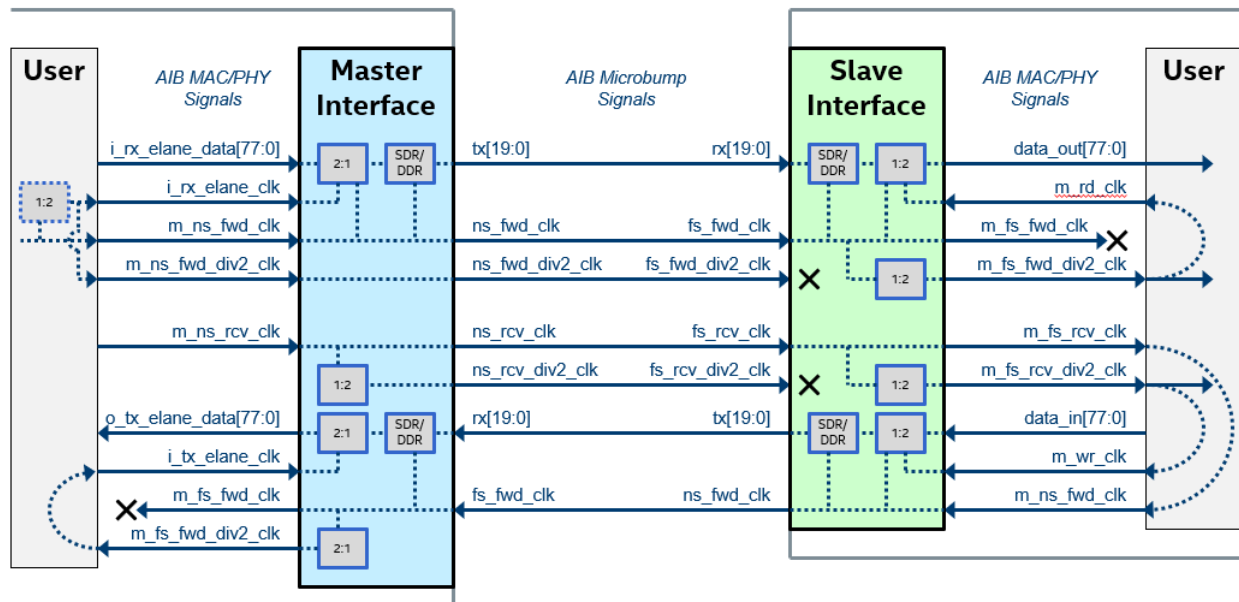 User
AIB MAC/PHY
Signals
Master
Interface
AIB Microbump
Signals
Slave
Interface
AIB MAC/PHY
Signals
User
i_rx_elane_data[77:0]
2:1
SDR/
DDR
tx[19:0]
rx[19:0]
SDR/
DDR
1:2
data_out[77:0]
1:2
i_rx_elane_clk
m_rd_clk
m_ns_fwd_clk
ns_fwd_clk
fs_fwd_clk
m_fs_fwd_clk
m_ns_fwd_div2_clk
ns_fwd_div2_clk
fs_fwd_div2_clk
1:2
m_fs_fwd_div2_clk
m_ns_rcv_clk
ns_rcv_clk
fs_rcv_clk
m_fs_rcv_clk
1:2
ns_rcv_div2_clk
fs_rcv_div2_clk
1:2
m_fs_rcv_div2_clk
o_tx_elane_data[77:0]
2:1
SDR/
DDR
rx[19:0]
tx[19:0]
SDR/
DDR
1:2
data_in[77:0]
i_tx_elane_clk
m_wr_clk
m_fs_fwd_clk
fs_fwd_clk
ns_fwd_clk
m_ns_fwd_clk
m_fs_fwd_div2_clk
2:1